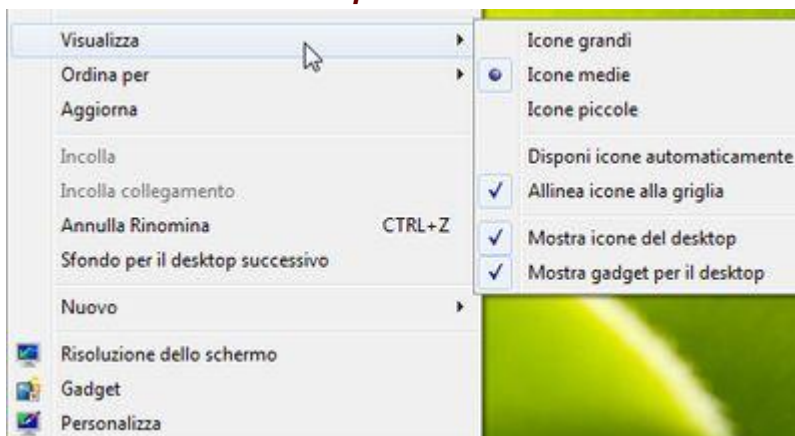 Visualizza
Ordina per
Aggiorna
Incolla
Incolla collegamento
Annulla Rinomina CTRL+Z
Sfondo per il desktop successivo
Nuovo
Risoluzione dello schermo
Gadget
Personalizza
Icone grandi
Icone medie
Icone piccole
Disponi icone automaticamente
Allinea icone alla griglia
Mostra icone del desktop
Mostra gadget per il desktop